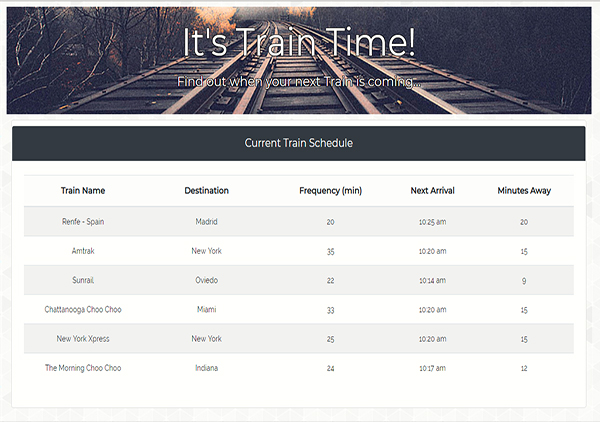 It's Train Time!
Find out when your next Train is coming...
Current Train Schedule
Train Name Destination Frequency (min) Next Arrival Minutes Away
Renfe - Spain Madrid 20 10:25 am 20
Amtrak New York 35 10:20 am 15
Sunrail Oviedo 22 10:14 am 9
Chattanooga Choo Choo Miami 33 10:20 am 15
New York Xpress New York 25 10:20 am 15
The Morning Choo Choo Indiana 24 10:17 am 12